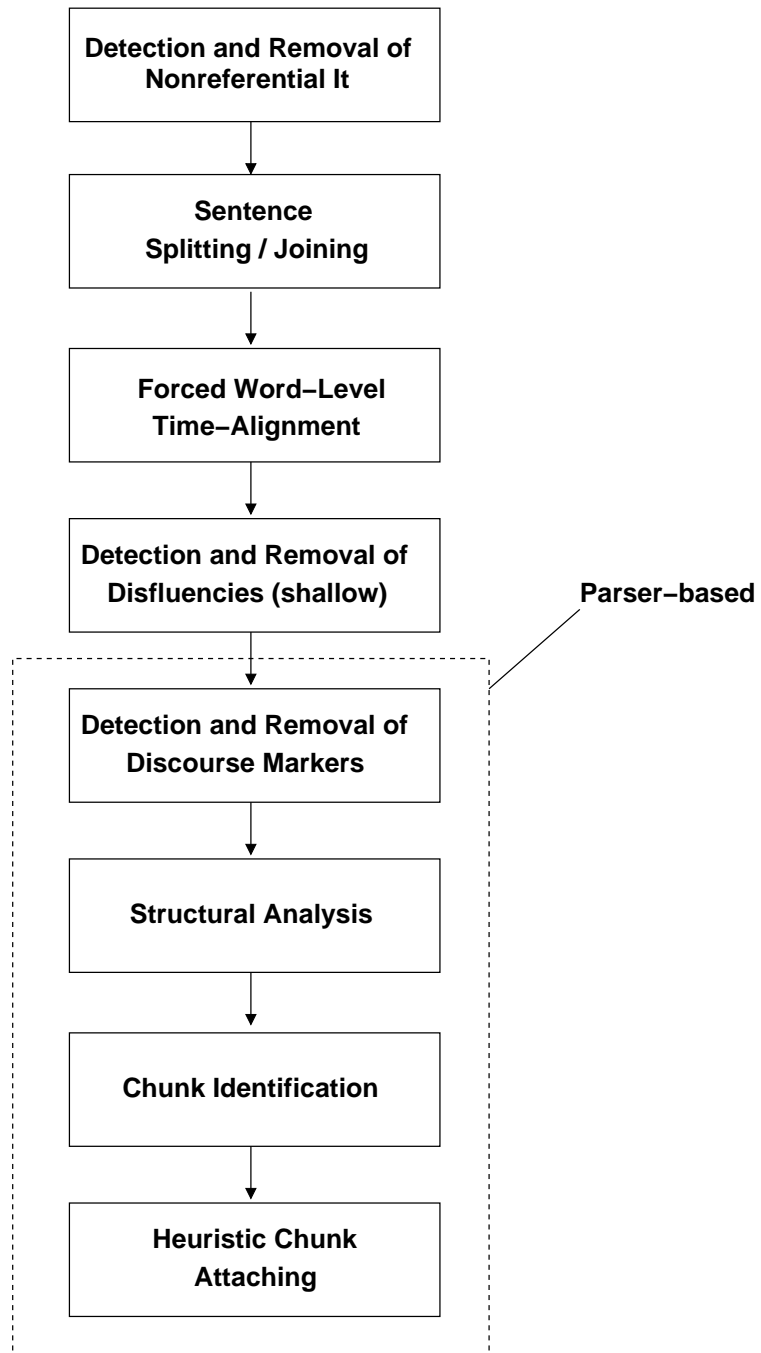 Detection and Removal of
Nonreferential It
Sentence
Splitting / Joining
Forced Word−Level
Time−Alignment
Detection and Removal of
Disfluencies (shallow)
Parser−based
Detection and Removal of
Discourse Markers
Structural Analysis
Chunk Identification
Heuristic Chunk
Attaching